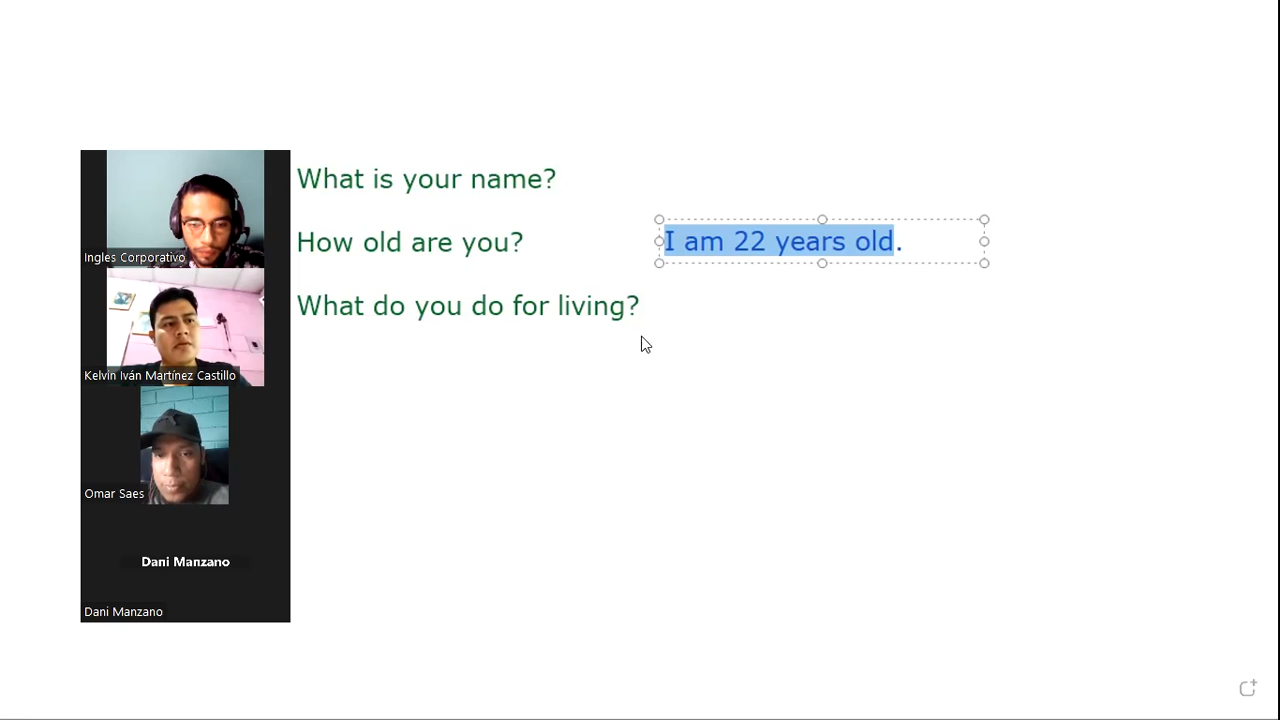 What is your name?
How old are you?
I am 22 years old.
What do you do for living?
Ingles Corporativo
Kelvin Iván Martínez Castillo
Omar Saes
Dani Manzano
Dani Manzano